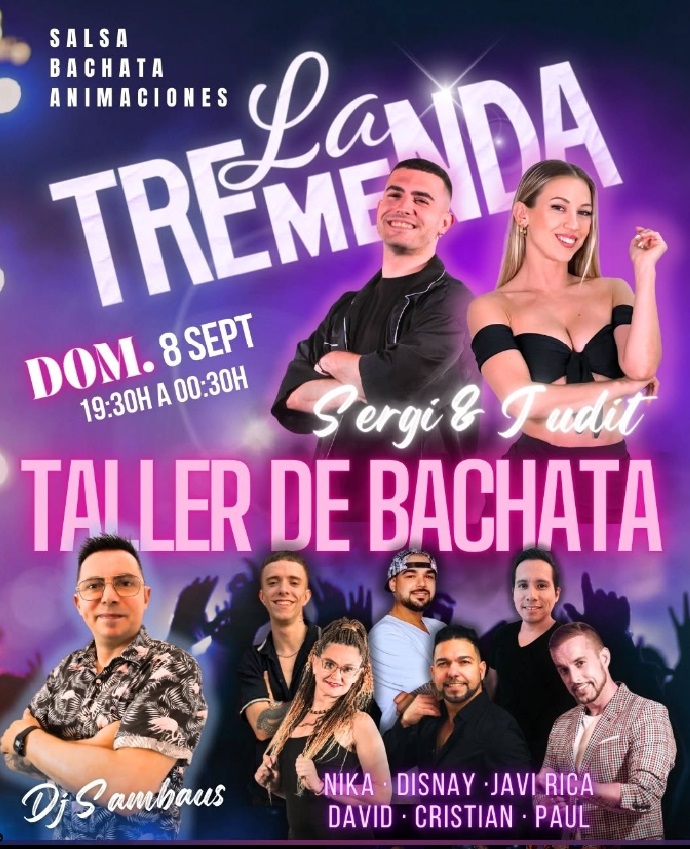 SALSA
BACHATA
ANIMACIONES
La
TREMENDA
DOM. 8 SEPT
19:30H A 00:30H
Sergi & Judit
TALLER DE BACHATA
Dj Sambaus
NIKA · DISNAY · JAVI RICA
DAVID · CRISTIAN · PAUL